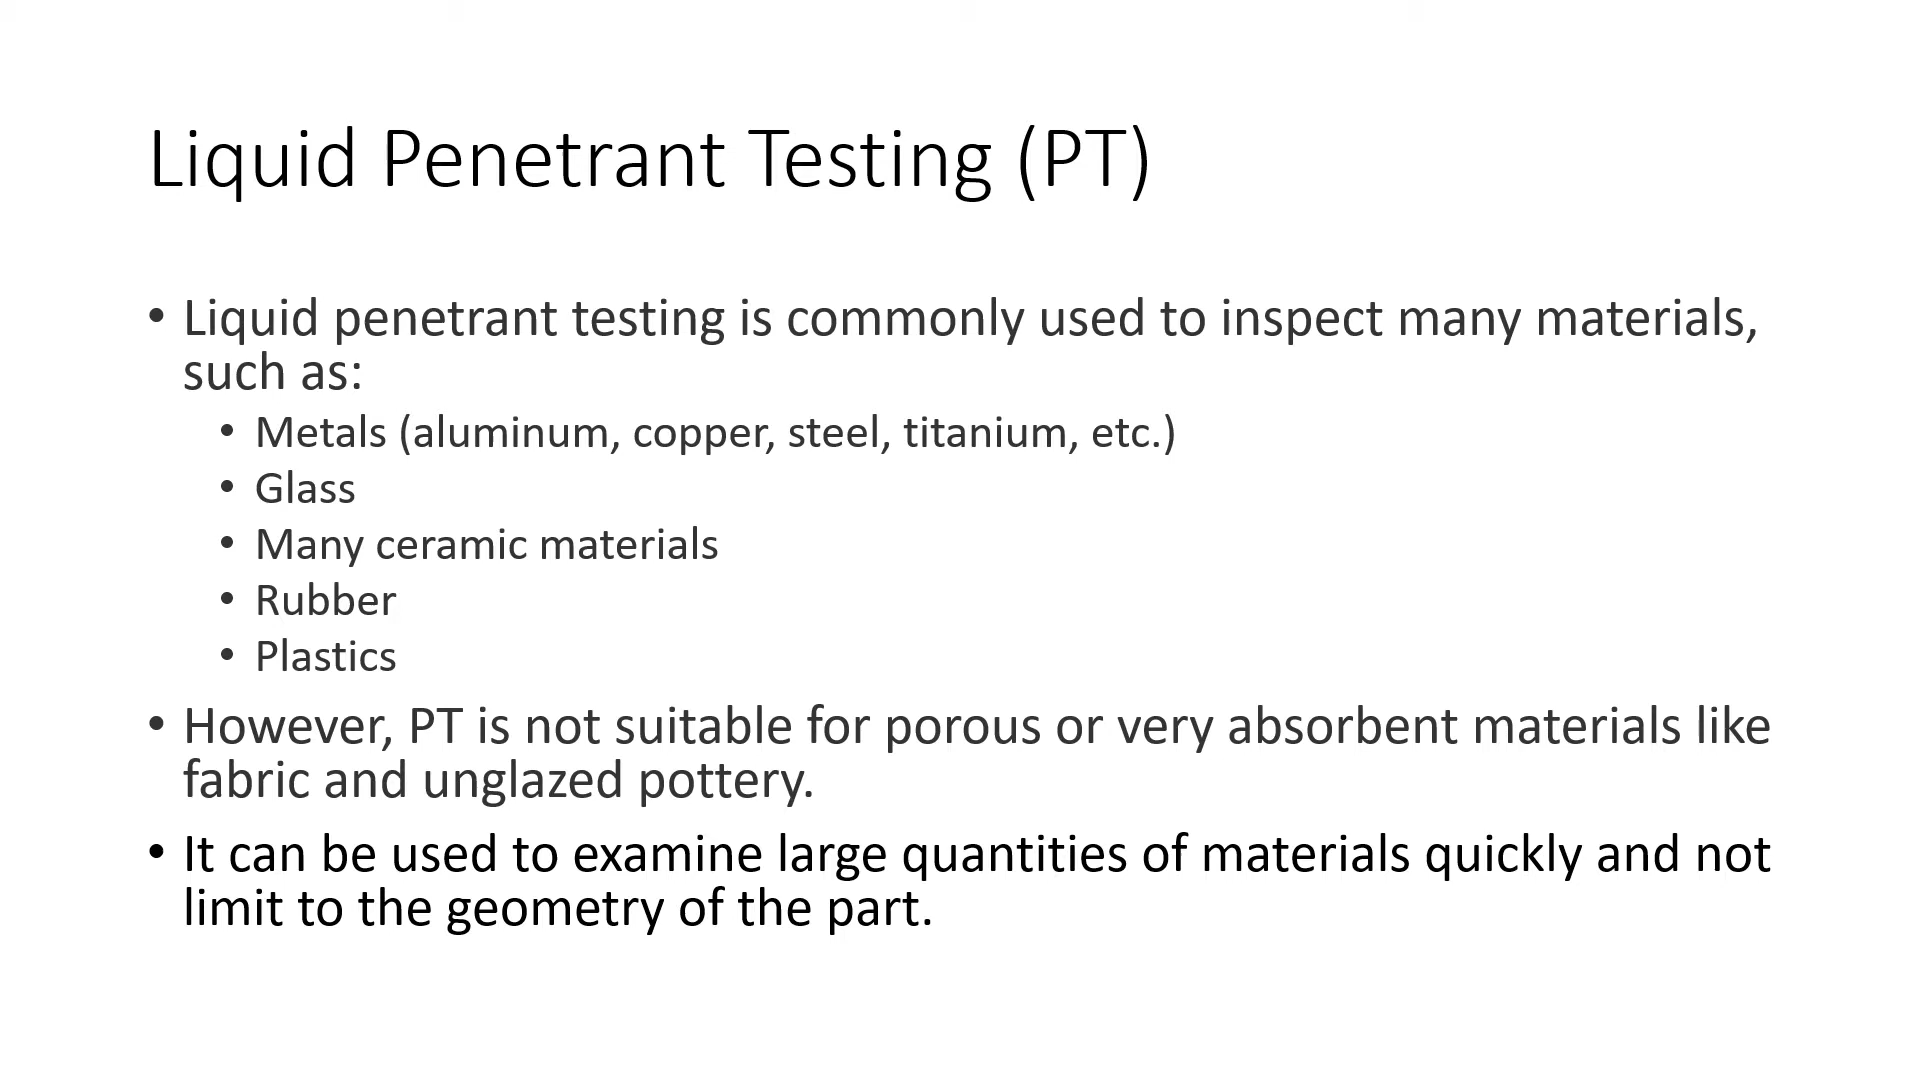 Liquid Penetrant Testing (PT)
• Liquid penetrant testing is commonly used to inspect many materials,
such as:
• Metals (aluminum, copper, steel, titanium, etc.)
• Glass
• Many ceramic materials
• Rubber
• Plastics
• However, PT is not suitable for porous or very absorbent materials like
fabric and unglazed pottery.
• It can be used to examine large quantities of materials quickly and not
limit to the geometry of the part.